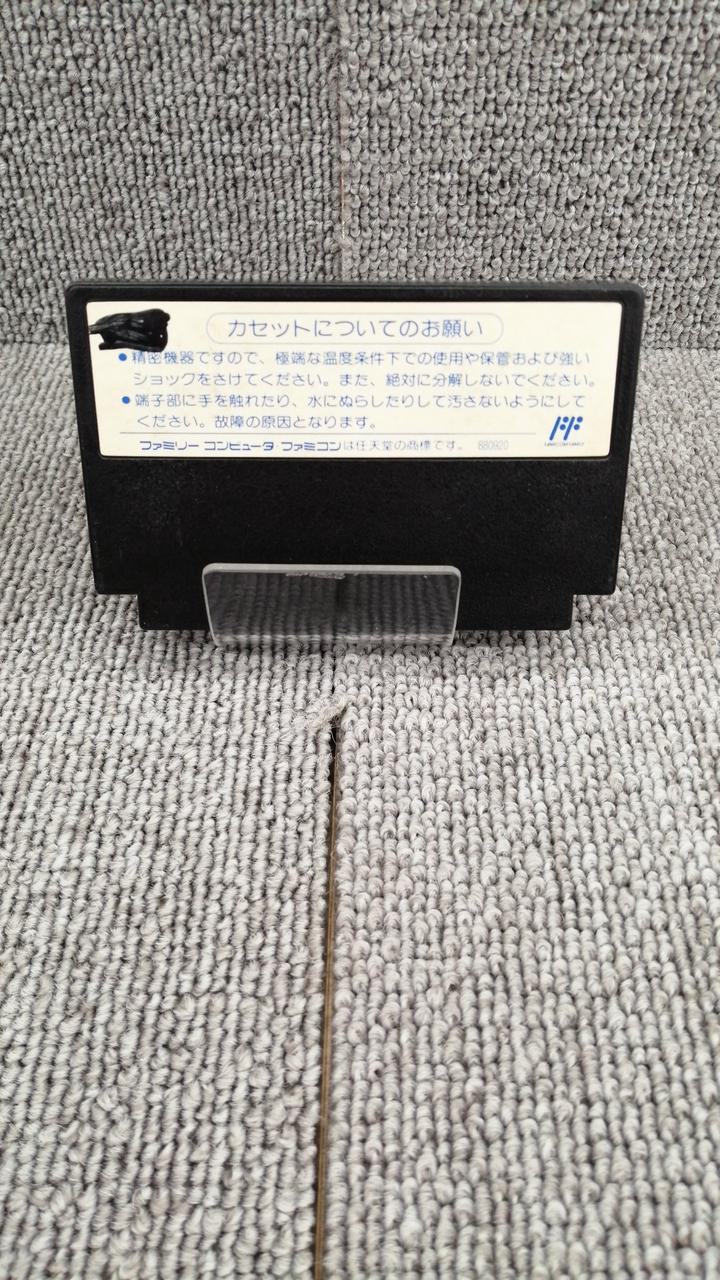 カセットについてのお願い
●精密機器ですので、極端な温度条件下での使用や保管および強い
ショックをさけてください。また、絶対に分解しないでください。
●端子部に手を触れたり、水にぬらしたりして汚さないようにして
ください。故障の原因となります。
ファミリーコンピュータ・ファミコンは任天堂の商標です。 880920